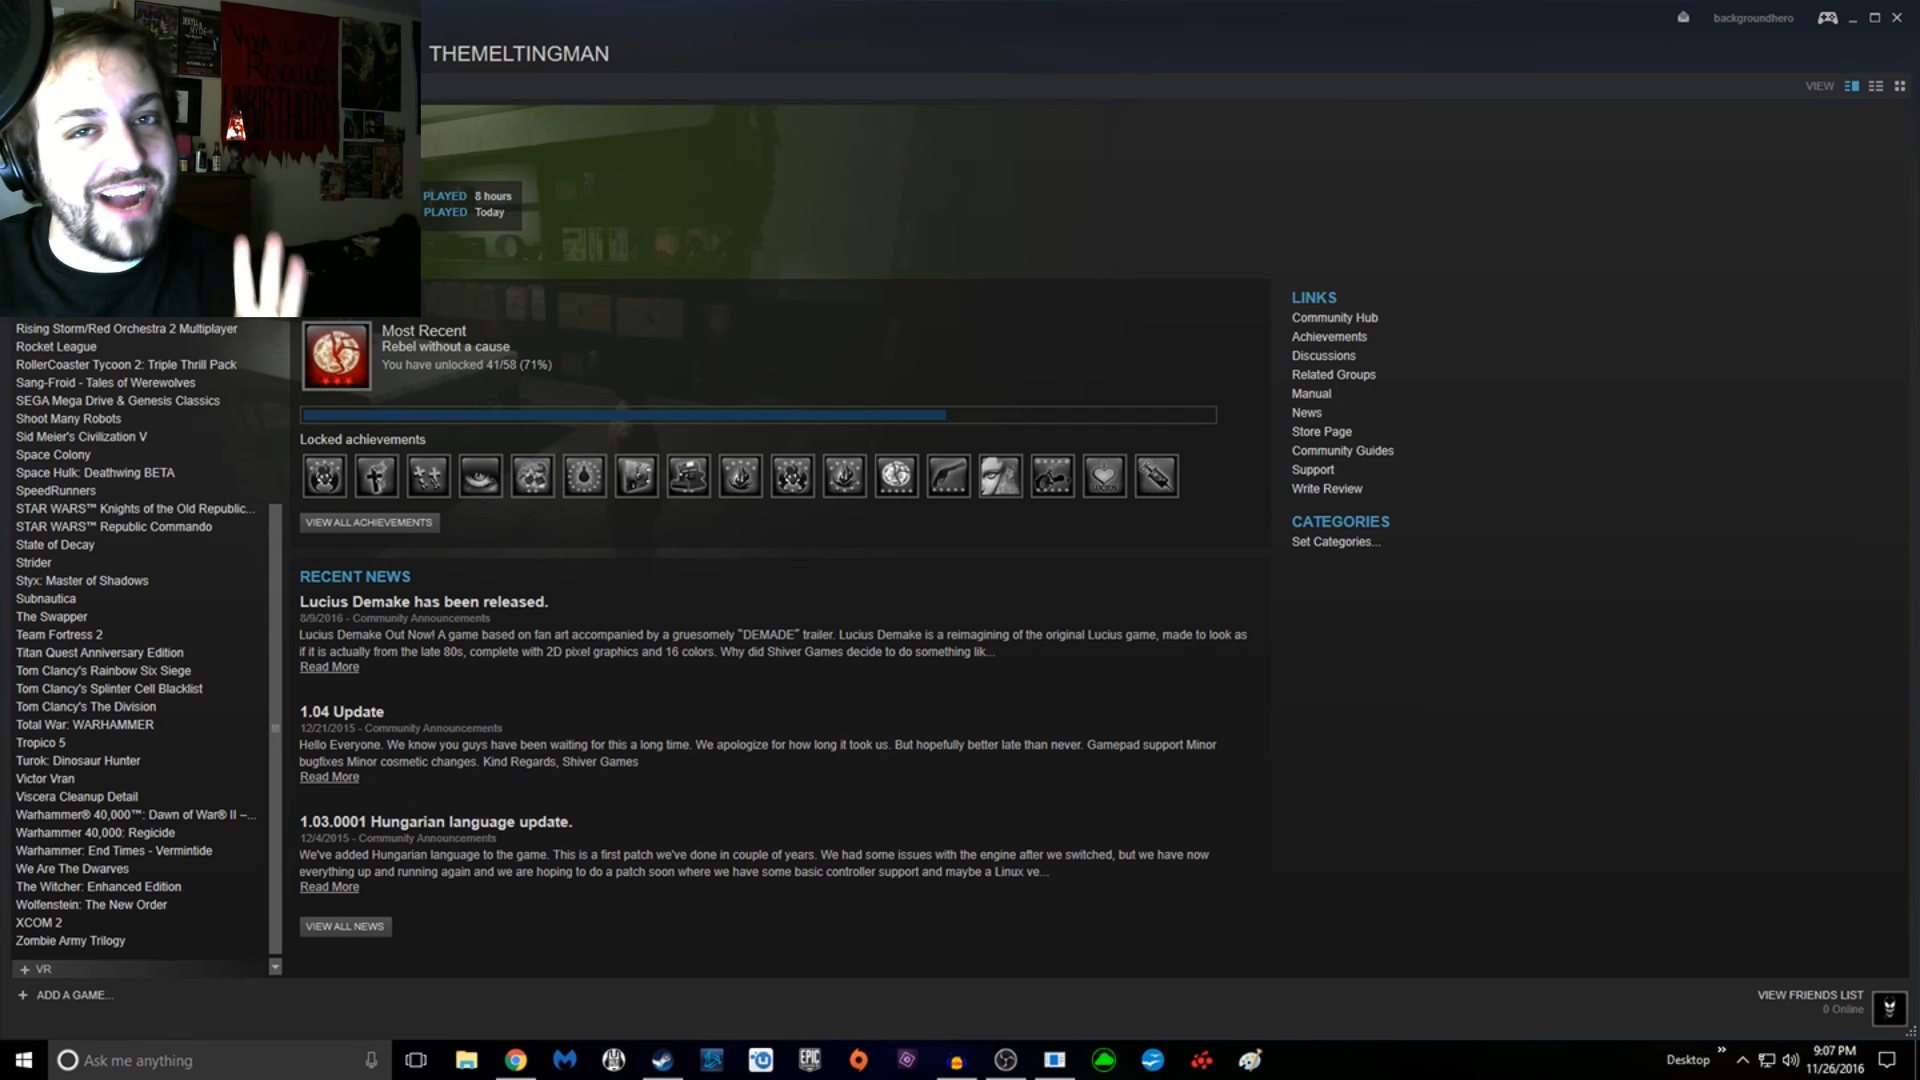 backgroundhero
THEMELTINGMAN
VIEW
JEKYLL
HYDE
VIVA LA
REVOLUCION
BIRTHDAY
PLAYED 8 hours
PLAYED Today
Rising Storm/Red Orchestra 2 Multiplayer
Rocket League
RollerCoaster Tycoon 2: Triple Thrill Pack
Sang-Froid - Tales of Werewolves
SEGA Mega Drive & Genesis Classics
Shoot Many Robots
Sid Meier's Civilization V
Space Colony
Space Hulk: Deathwing BETA
SpeedRunners
STAR WARS™ Knights of the Old Republic...
STAR WARS™ Republic Commando
State of Decay
Strider
Styx: Master of Shadows
Subnautica
The Swapper
Team Fortress 2
Titan Quest Anniversary Edition
Tom Clancy's Rainbow Six Siege
Tom Clancy's Splinter Cell Blacklist
Tom Clancy's The Division
Total War: WARHAMMER
Tropico 5
Turok: Dinosaur Hunter
Victor Vran
Viscera Cleanup Detail
Warhammer® 40,000™: Dawn of War® II –...
Warhammer 40,000: Regicide
Warhammer: End Times - Vermintide
We Are The Dwarves
The Witcher: Enhanced Edition
Wolfenstein: The New Order
XCOM 2
Zombie Army Trilogy
+ VR
+ ADD A GAME...
Most Recent
Rebel without a cause
You have unlocked 41/58 (71%)
Locked achievements
VIEW ALL ACHIEVEMENTS
RECENT NEWS
Lucius Demake has been released.
8/9/2016 - Community Announcements
Lucius Demake Out Now! A game based on fan art accompanied by a gruesomely "DEMADE" trailer. Lucius Demake is a reimagining of the original Lucius game, made to look as
if it is actually from the late 80s, complete with 2D pixel graphics and 16 colors. Why did Shiver Games decide to do something lik...
Read More
1.04 Update
12/21/2015 - Community Announcements
Hello Everyone. We know you guys have been waiting for this a long time. We apologize for how long it took us. But hopefully better late than never. Gamepad support Minor
bugfixes Minor cosmetic changes. Kind Regards, Shiver Games
Read More
1.03.0001 Hungarian language update.
12/4/2015 - Community Announcements
We've added Hungarian language to the game. This is a first patch we've done in couple of years. We had some issues with the engine after we switched, but we have now
everything up and running again and we are hoping to do a patch soon where we have some basic controller support and maybe a Linux ve...
Read More
VIEW ALL NEWS
LINKS
Community Hub
Achievements
Discussions
Related Groups
Manual
News
Store Page
Community Guides
Support
Write Review
CATEGORIES
Set Categories...
VIEW FRIENDS LIST
0 Online
Ask me anything
EPIC
GAMES
Desktop
9:07 PM
11/26/2016